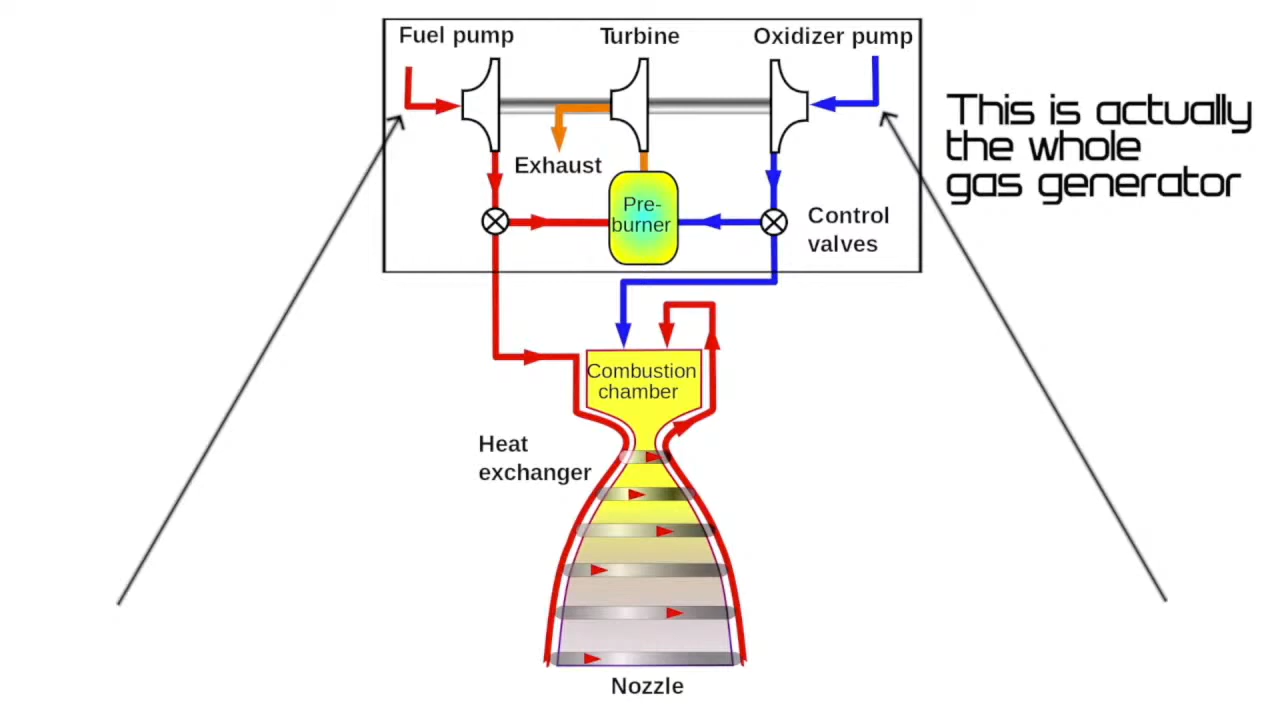 Fuel pump
Turbine
Oxidizer pump
This is actually
the whole
gas generator
Exhaust
Pre-
burner
Control
valves
Combustion
chamber
Heat
exchanger
Nozzle